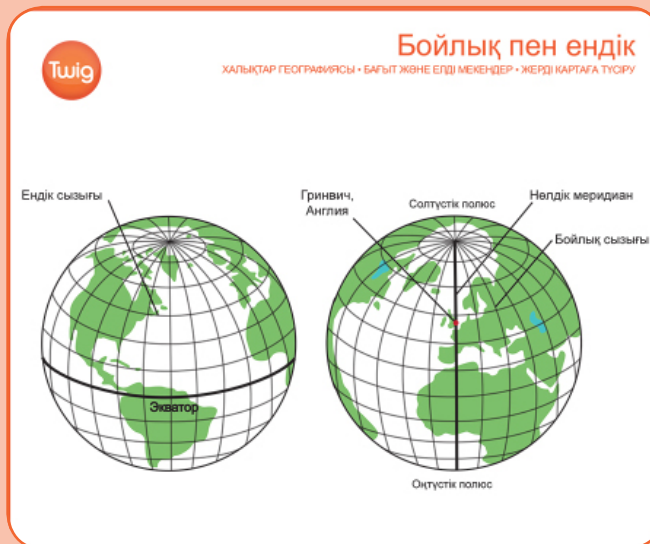 Twig
Бойлық пен ендік
ХАЛЫҚТАР ГЕОГРАФИЯСЫ • БАҒЫТ ЖӘНЕ ЕЛДІ МЕКЕНДЕР • ЖЕРДІ КАРТАҒА ТҮСІРУ
Ендік сызығы
Экватор
Гринвич,
Англия
Солтүстік полюс
Нөлдік меридиан
Бойлық сызығы
Оңтүстік полюс